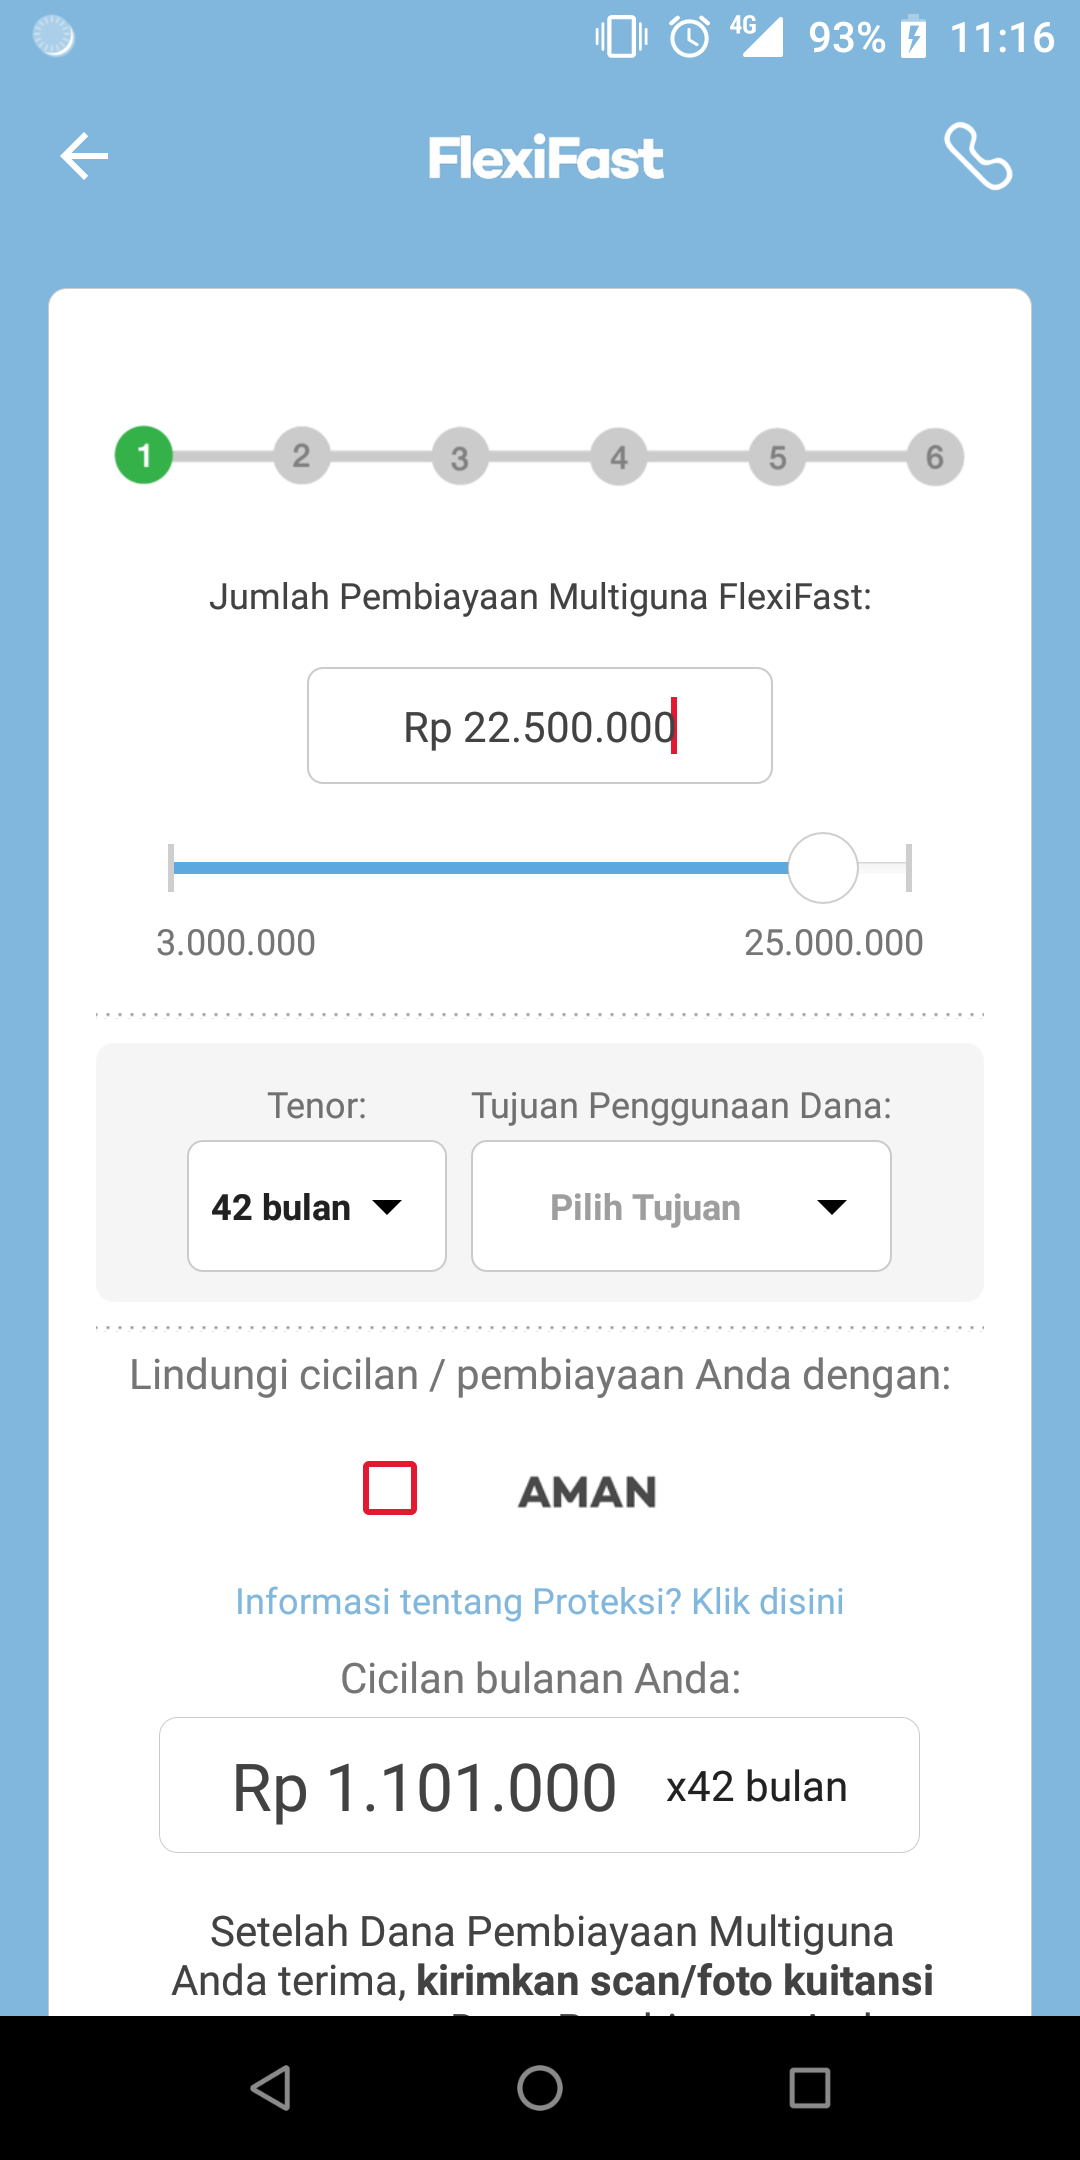 4G 93% 11:16
FlexiFast
1 2 3 4 5 6
Jumlah Pembiayaan Multiguna FlexiFast:
Rp 22.500.000
3.000.000 25.000.000
Tenor: Tujuan Penggunaan Dana:
42 bulan Pilih Tujuan
Lindungi cicilan / pembiayaan Anda dengan:
AMAN
Informasi tentang Proteksi? Klik disini
Cicilan bulanan Anda:
Rp 1.101.000 x42 bulan
Setelah Dana Pembiayaan Multiguna
Anda terima, kirimkan scan/foto kuitansi